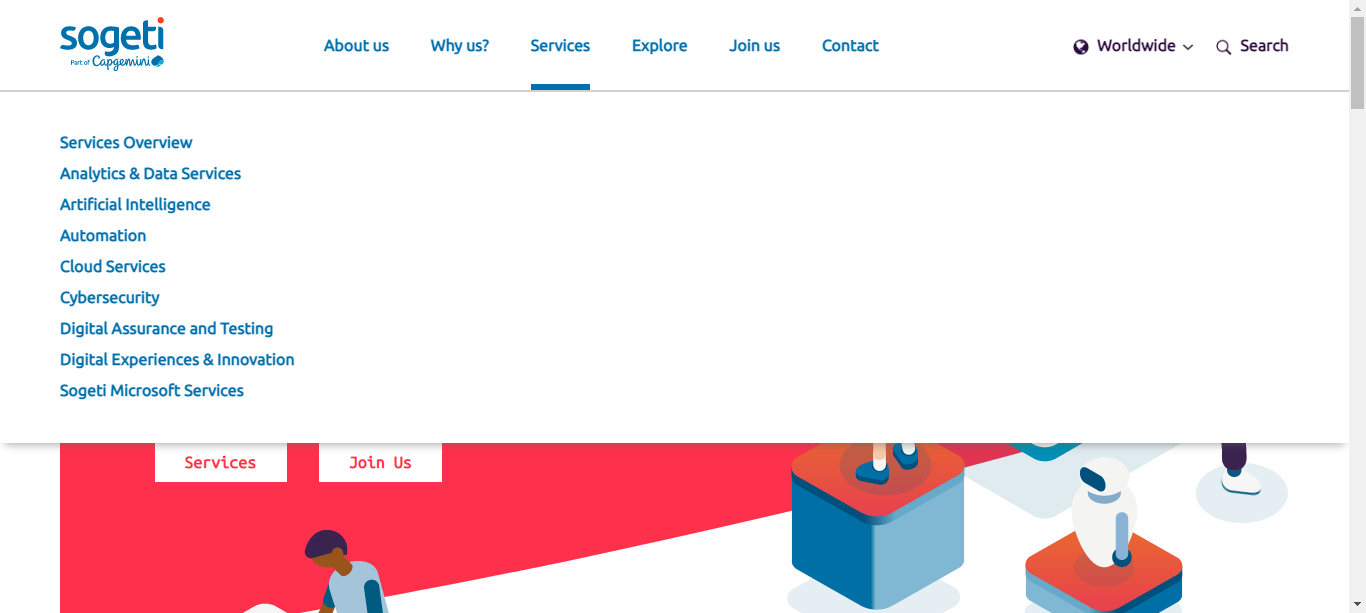 sogeti
Part of Capgemini
About us
Why us?
Services
Explore
Join us
Contact
Worldwide
Search
Services Overview
Analytics & Data Services
Artificial Intelligence
Automation
Cloud Services
Cybersecurity
Digital Assurance and Testing
Digital Experiences & Innovation
Sogeti Microsoft Services
Services
Join Us